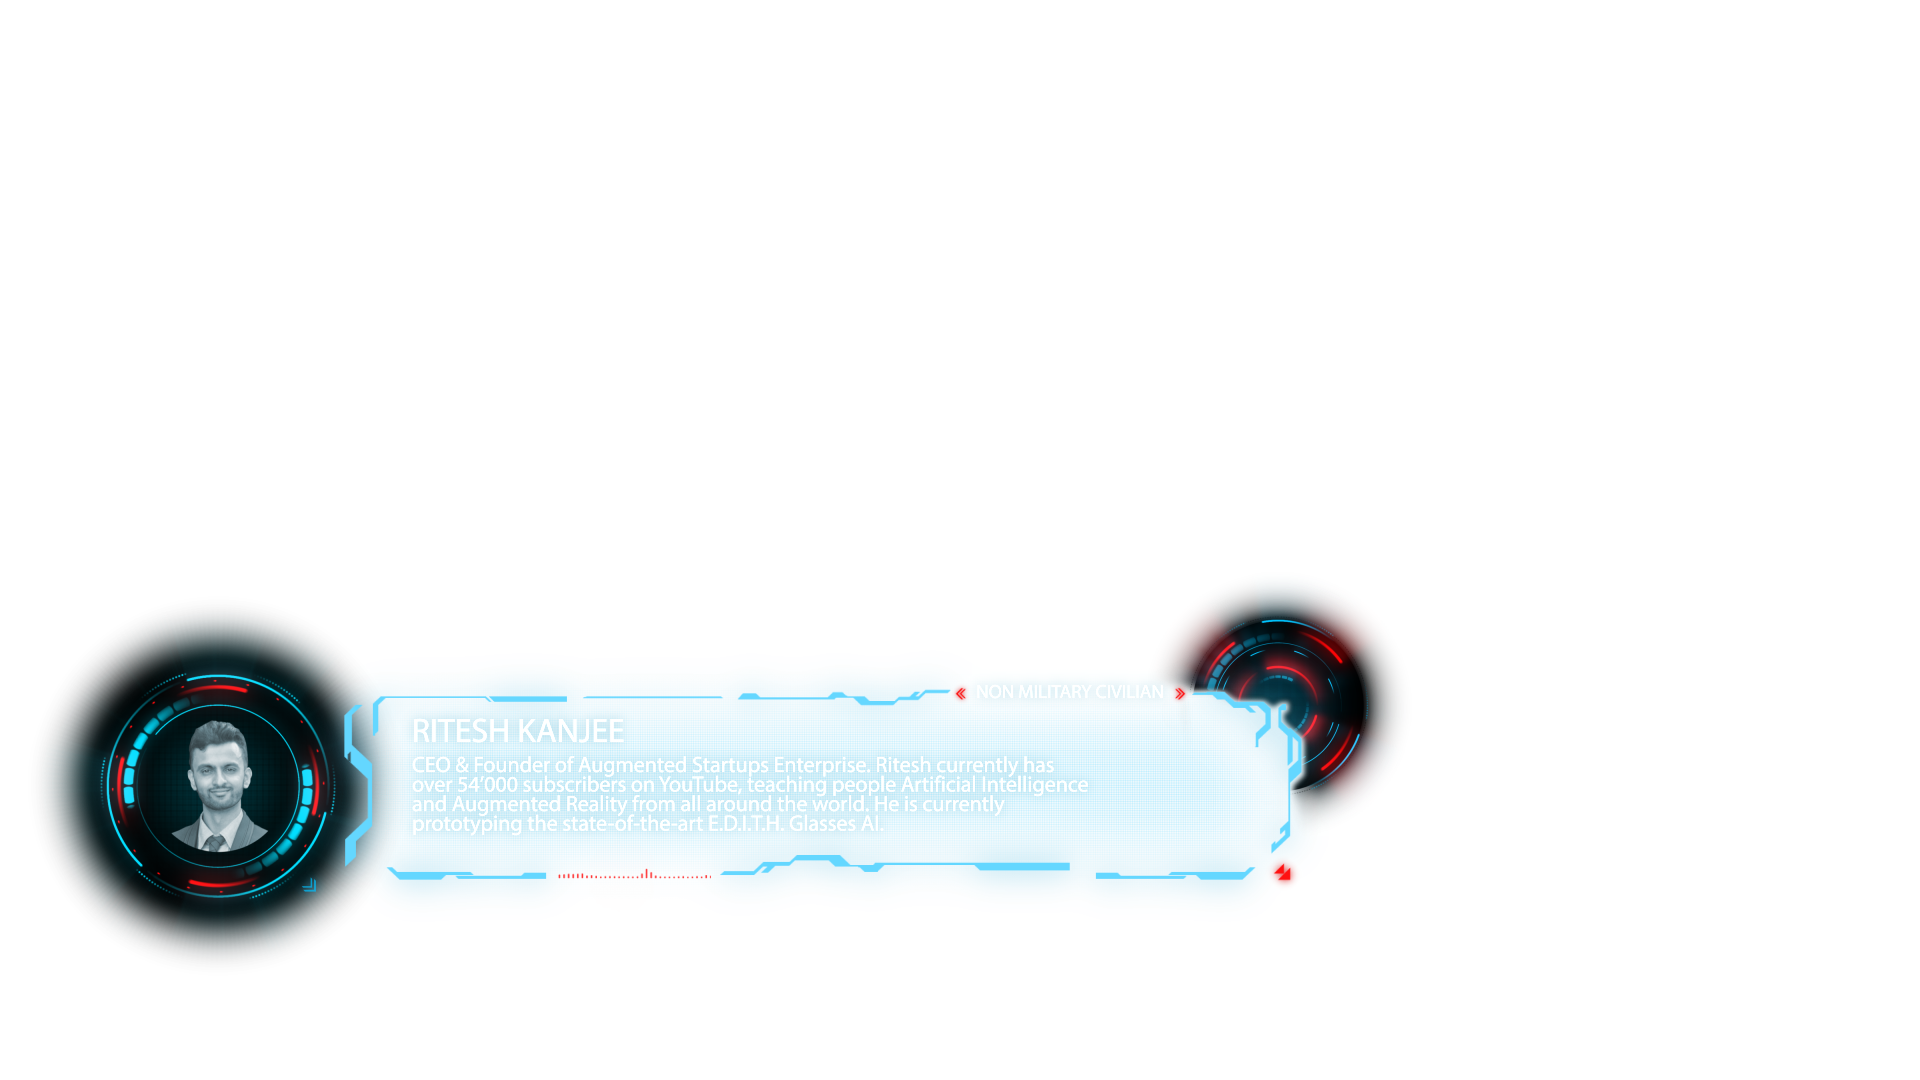 NON MILITARY CIVILIAN
RITESH KANJEE
CEO & Founder of Augmented Startups Enterprise. Ritesh currently has
over 54'000 subscribers on YouTube, teaching people Artificial Intelligence
and Augmented Reality from all around the world. He is currently
prototyping the state-of-the-art E.D.I.T.H. Glasses AI.